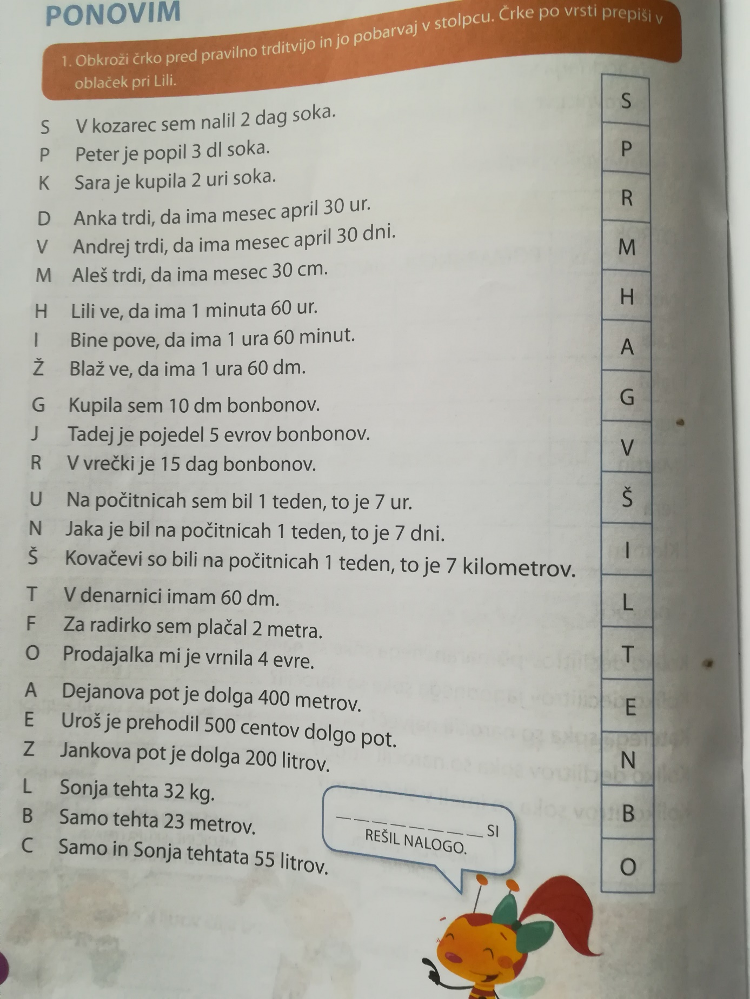 PONOVIM
1. Obkroži črko pred pravilno trditvijo in jo pobarvaj v stolpcu. Črke po vrsti prepiši v
oblaček pri Lili.
S V kozarec sem nalil 2 dag soka.
P Peter je popil 3 dl soka.
K Sara je kupila 2 uri soka.
D Anka trdi, da ima mesec april 30 ur.
V Andrej trdi, da ima mesec april 30 dni.
M Aleš trdi, da ima mesec 30 cm.
H Lili ve, da ima 1 minuta 60 ur.
I Bine pove, da ima 1 ura 60 minut.
Ž Blaž ve, da ima 1 ura 60 dm.
G Kupila sem 10 dm bonbonov.
J Tadej je pojedel 5 evrov bonbonov.
R V vrečki je 15 dag bonbonov.
U Na počitnicah sem bil 1 teden, to je 7 ur.
N Jaka je bil na počitnicah 1 teden, to je 7 dni.
Š Kovačevi so bili na počitnicah 1 teden, to je 7 kilometrov.
T V denarnici imam 60 dm.
F Za radirko sem plačal 2 metra.
O Prodajalka mi je vrnila 4 evre.
A Dejanova pot je dolga 400 metrov.
E Uroš je prehodil 500 centov dolgo pot.
Z Jankova pot je dolga 200 litrov.
L Sonja tehta 32 kg.
B Samo tehta 23 metrov.
C Samo in Sonja tehtata 55 litrov.
_ _ _ _ _ _ _ _ SI
REŠIL NALOGO.
S
P
R
M
H
A
G
V
Š
I
L
T
E
N
B
O